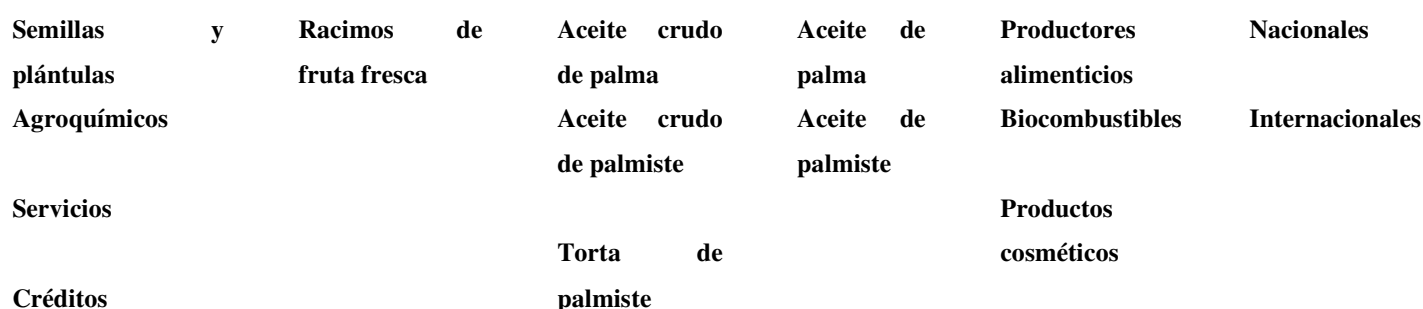 Semillas y plántulas
Agroquímicos
Servicios
Créditos
Racimos de fruta fresca
Aceite crudo de palma
Aceite crudo de palmiste
Torta de palmiste
Aceite de palma
Aceite de palmiste
Productores alimenticios
Biocombustibles
Productos cosméticos
Nacionales
Internacionales